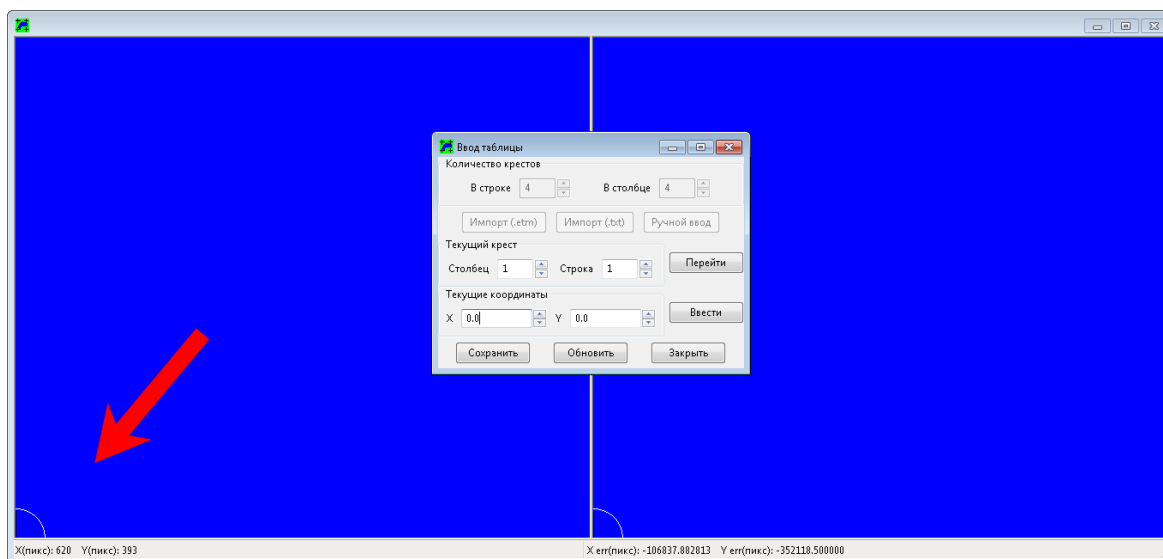 Ввод таблицы
Количество крестов
В строке 4 В столбце 4
Импорт (.etm) Импорт (.txt) Ручной ввод
Текущий крест
Столбец 1 Строка 1 Перейти
Текущие координаты
X 0.0 Y 0.0 Ввести
Сохранить Обновить Закрыть
X(пикс): 620 Y(пикс): 393 X err(пикс): -106837.882813 Y err(пикс): -352118.500000